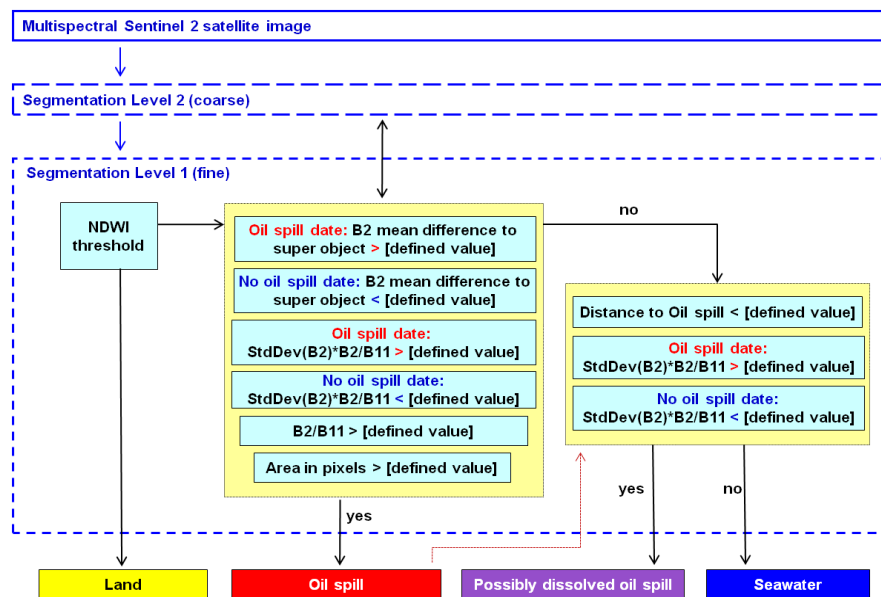 Multispectral Sentinel 2 satellite image
Segmentation Level 2 (coarse)
Segmentation Level 1 (fine)
NDWI
threshold
Oil spill date: B2 mean difference to
super object > [defined value]
No oil spill date: B2 mean difference to
super object < [defined value]
Oil spill date:
StdDev(B2)*B2/B11 > [defined value]
No oil spill date:
StdDev(B2)*B2/B11 < [defined value]
B2/B11 > [defined value]
Area in pixels > [defined value]
no
Distance to Oil spill < [defined value]
Oil spill date:
StdDev(B2)*B2/B11 > [defined value]
No oil spill date:
StdDev(B2)*B2/B11 < [defined value]
yes
yes
no
Land
Oil spill
Possibly dissolved oil spill
Seawater